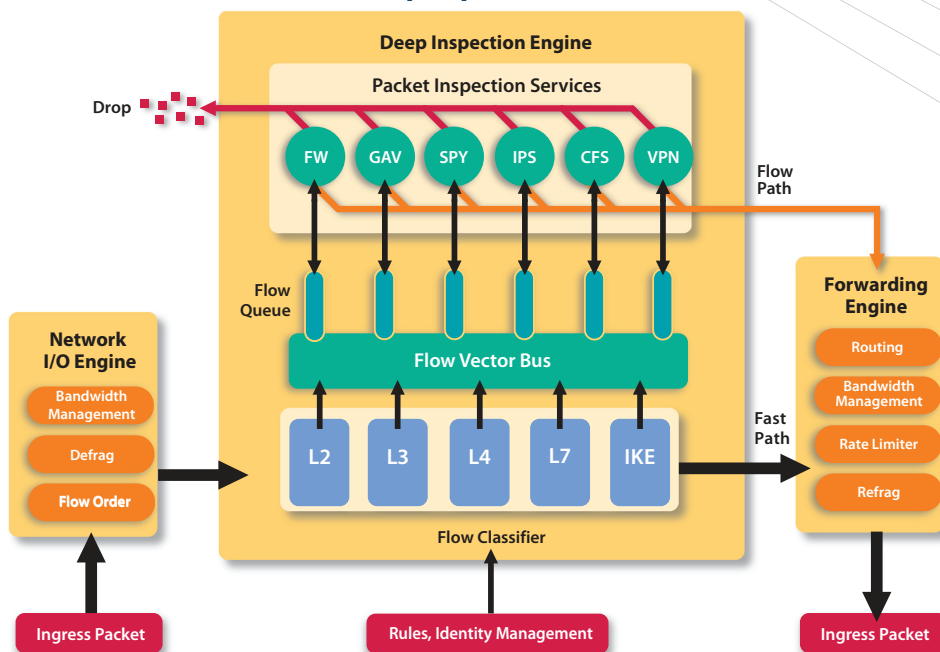 Deep Inspection Engine
Packet Inspection Services
Drop
FW
GAV
SPY
IPS
CFS
VPN
Flow
Path
Flow
Queue
Flow Vector Bus
Network
I/O Engine
Bandwidth
Management
Defrag
Flow Order
L2
L3
L4
L7
IKE
Flow Classifier
Fast
Path
Forwarding
Engine
Routing
Bandwidth
Management
Rate Limiter
Refrag
Ingress Packet
Rules, Identity Management
Ingress Packet